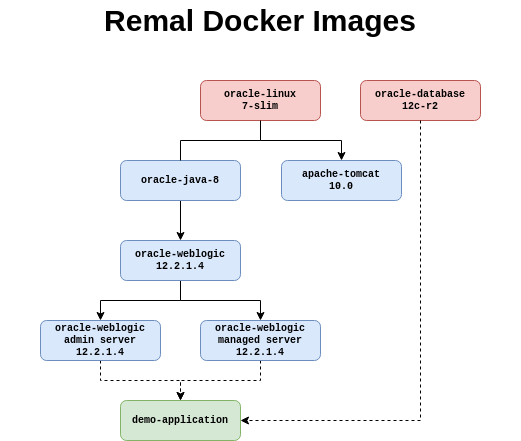 Remal Docker Images
oracle-linux
7-slim
oracle-database
12c-r2
oracle-java-8
apache-tomcat
10.0
oracle-weblogic
12.2.1.4
oracle-weblogic
admin server
12.2.1.4
oracle-weblogic
managed server
12.2.1.4
demo-application